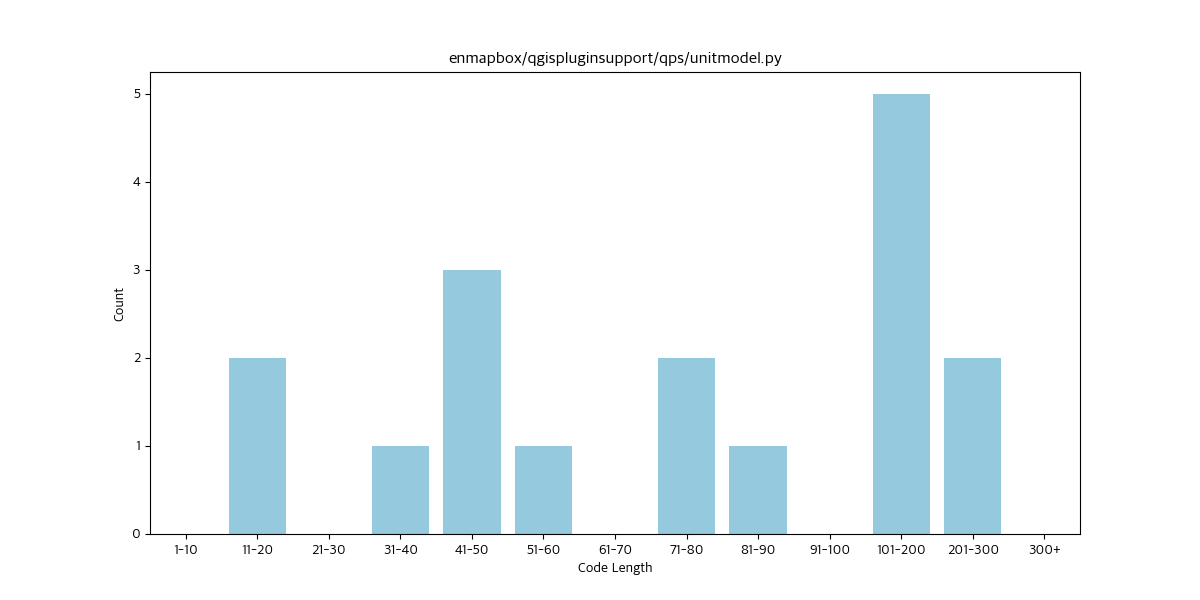 enmapbox/qgispluginsupport/qps/unitmodel.py
5
4
3
2
1
0
Count
1-10 11-20 21-30 31-40 41-50 51-60 61-70 71-80 81-90 91-100 101-200 201-300 300+
Code Length